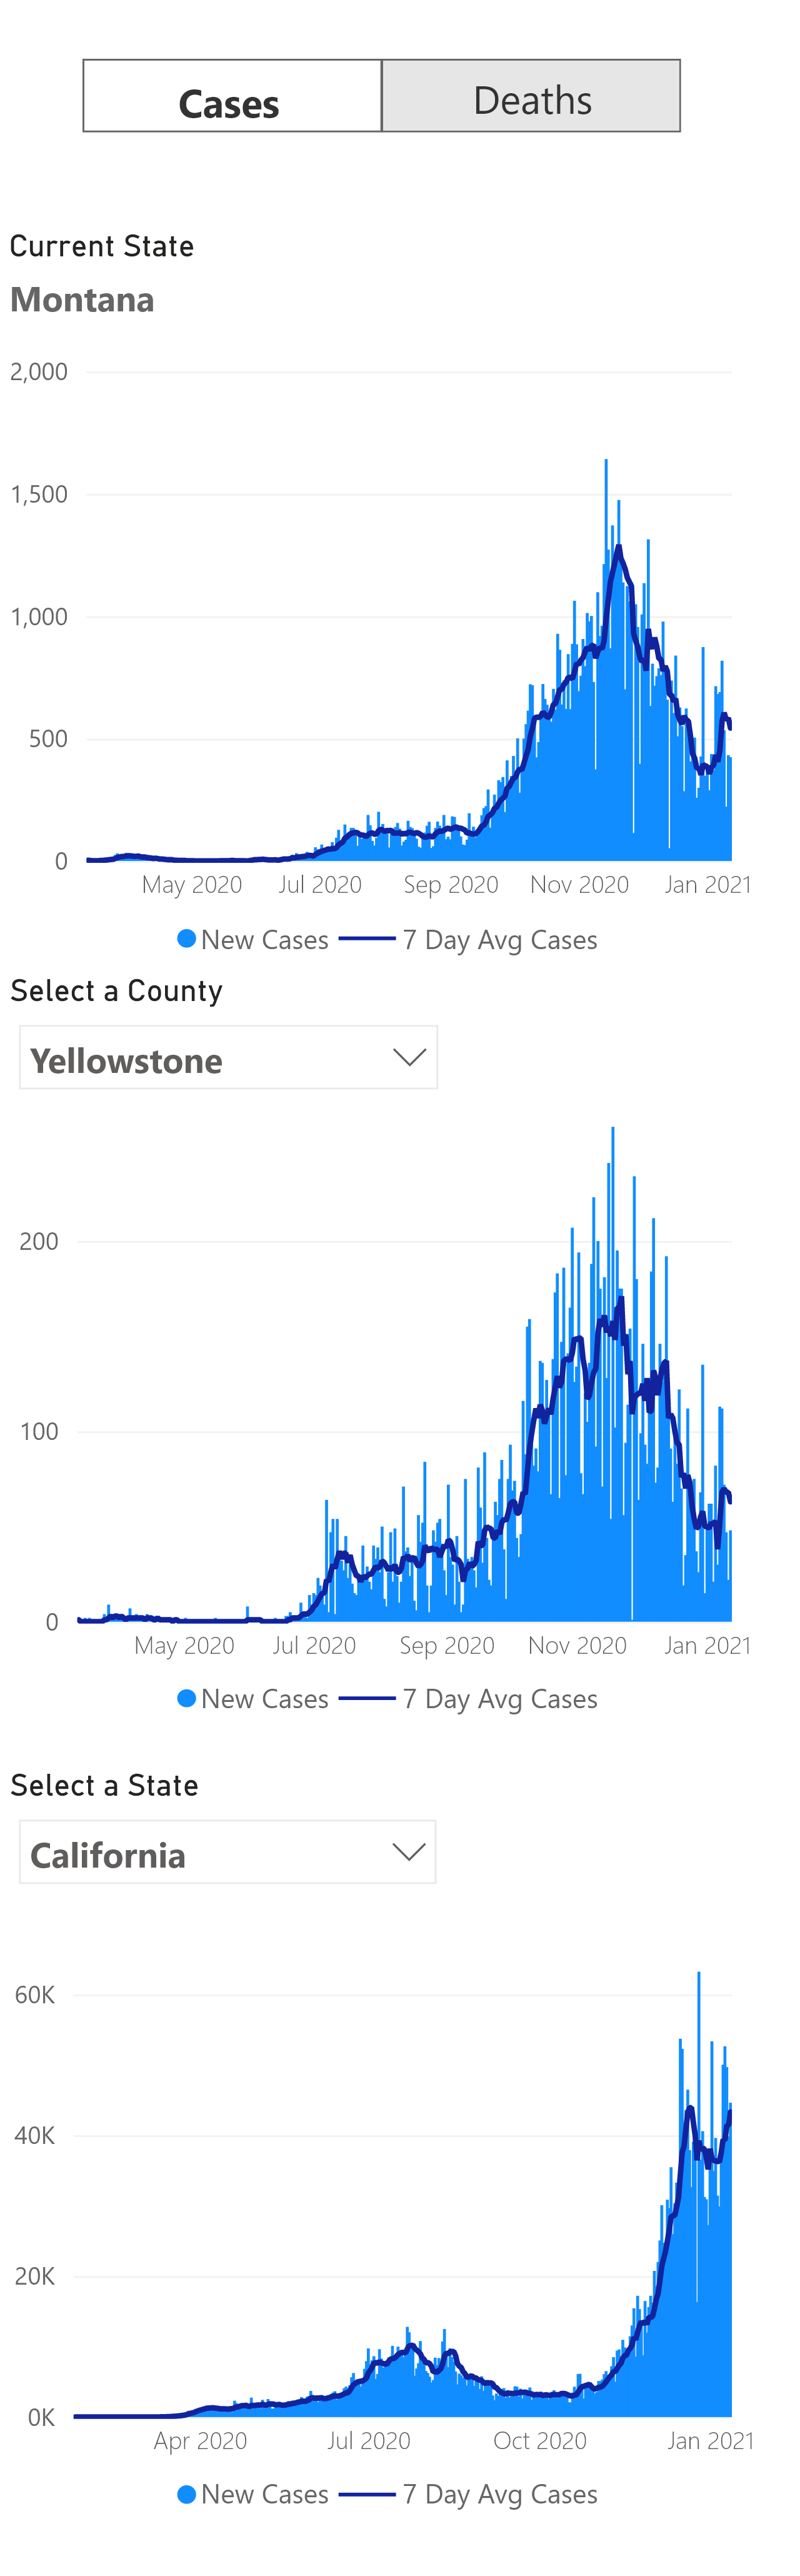 Cases Deaths
Current State
Montana
2,000
1,500
1,000
500
0
May 2020 Jul 2020 Sep 2020 Nov 2020 Jan 2021
New Cases 7 Day Avg Cases
Select a County
Yellowstone
200
100
0
May 2020 Jul 2020 Sep 2020 Nov 2020 Jan 2021
New Cases 7 Day Avg Cases
Select a State
California
60K
40K
20K
0K
Apr 2020 Jul 2020 Oct 2020 Jan 2021
New Cases 7 Day Avg Cases